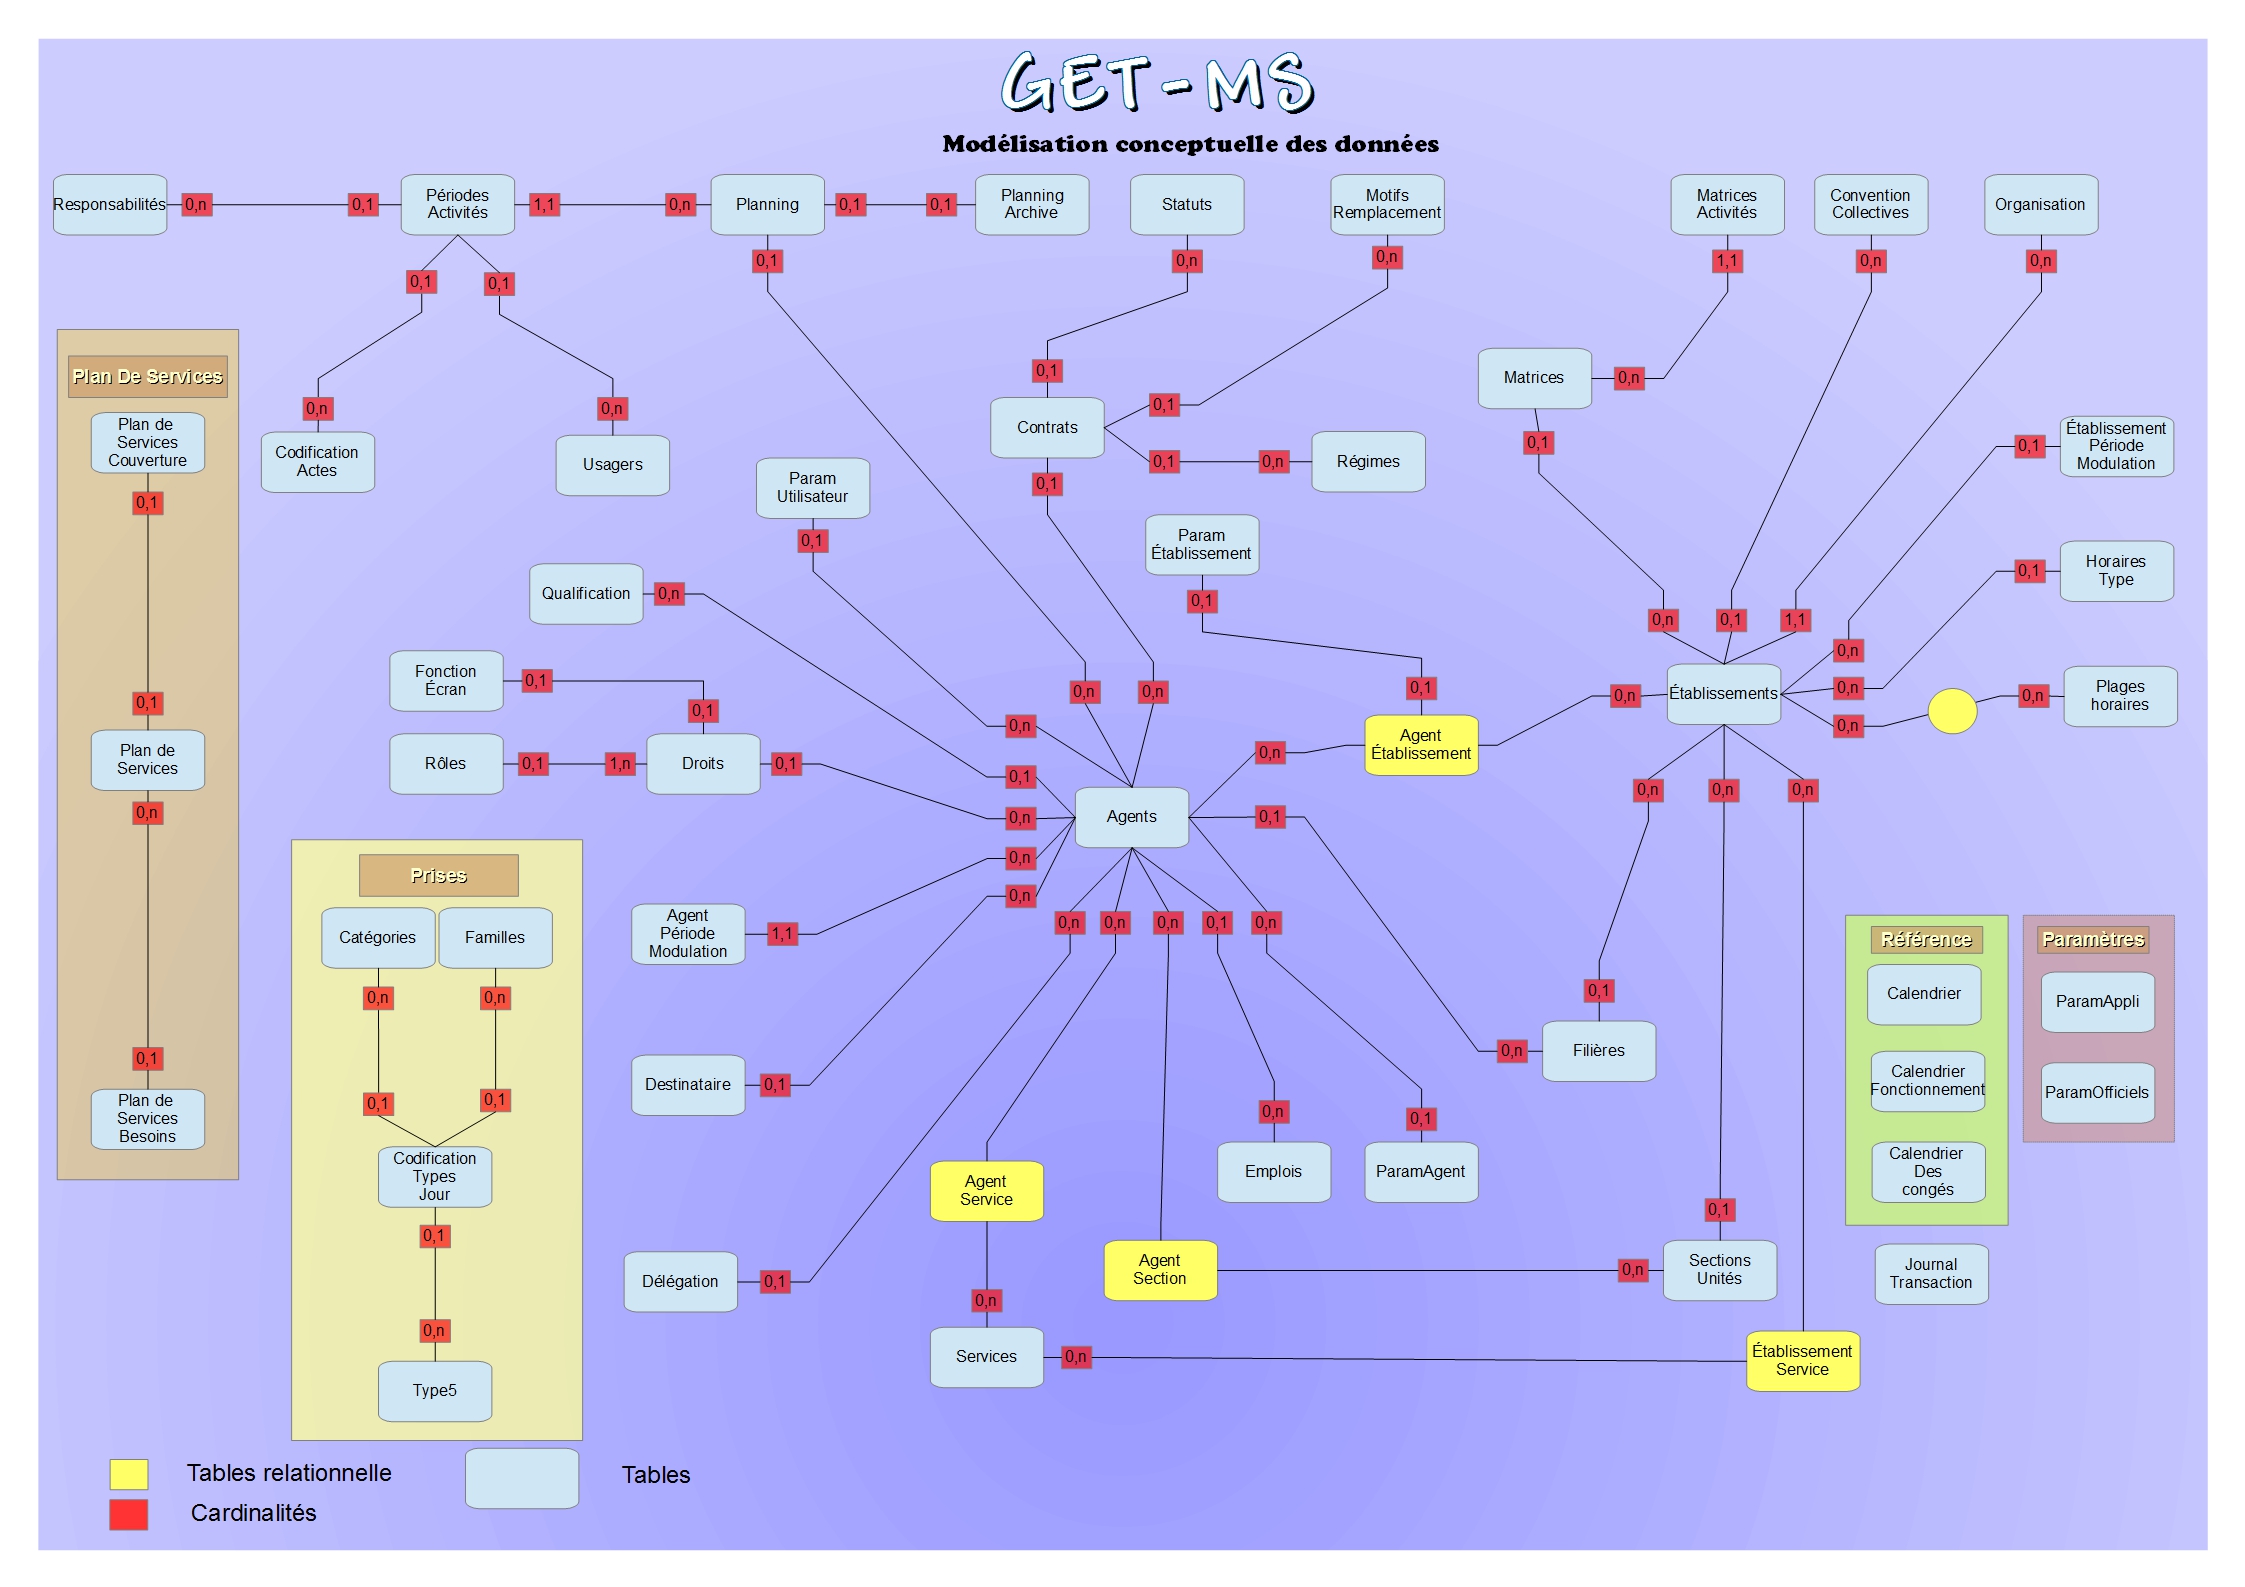 GET-MS
Modélisation conceptuelle des données
Responsabilités
0,n
0,1
Périodes
Activités
1,1
0,n
Planning
0,1
0,1
Planning
Archive
Statuts
Motifs
Remplacement
Matrices
Activités
Convention
Collectives
Organisation
0,1
0,1
0,1
0,n
0,n
1,1
0,n
0,n
Plan De Services
Plan de
Services
Couverture
0,1
0,1
Plan de
Services
0,n
0,1
Plan de
Services
Besoins
0,n
Codification
Actes
0,n
Usagers
0,1
Contrats
0,1
0,1
0,n
Régimes
0,1
Matrices
0,n
0,1
Établissement
Période
Modulation
0,1
Horaires
Type
0,1
Param
Utilisateur
0,1
Param
Établissement
0,1
Qualification
0,n
Fonction
Écran
0,1
0,1
Rôles
0,1
1,n
Droits
0,1
0,n
0,n
0,n
0,1
0,n
0,n
0,n
0,1
Agent
Établissement
0,n
0,n
0,1
1,1
0,n
0,n
0,n
Établissements
0,n
Plages
horaires
Agents
0,n
0,1
0,n
0,n
0,n
0,n
0,n
0,n
0,1
0,n
Prises
Catégories
Familles
0,n
0,n
0,1
0,1
Codification
Types
Jour
0,1
0,n
Type5
Agent
Période
Modulation
1,1
Destinataire
0,1
Délégation
0,1
Agent
Service
0,n
Services
0,n
Agent
Section
0,n
0,n
Emplois
0,1
ParamAgent
0,n
0,1
Filières
0,1
Sections
Unités
Établissement
Service
Référence
Calendrier
Calendrier
Fonctionnement
Calendrier
Des
congés
Paramètres
ParamAppli
ParamOfficiels
Journal
Transaction
Tables relationnelle
Tables
Cardinalités